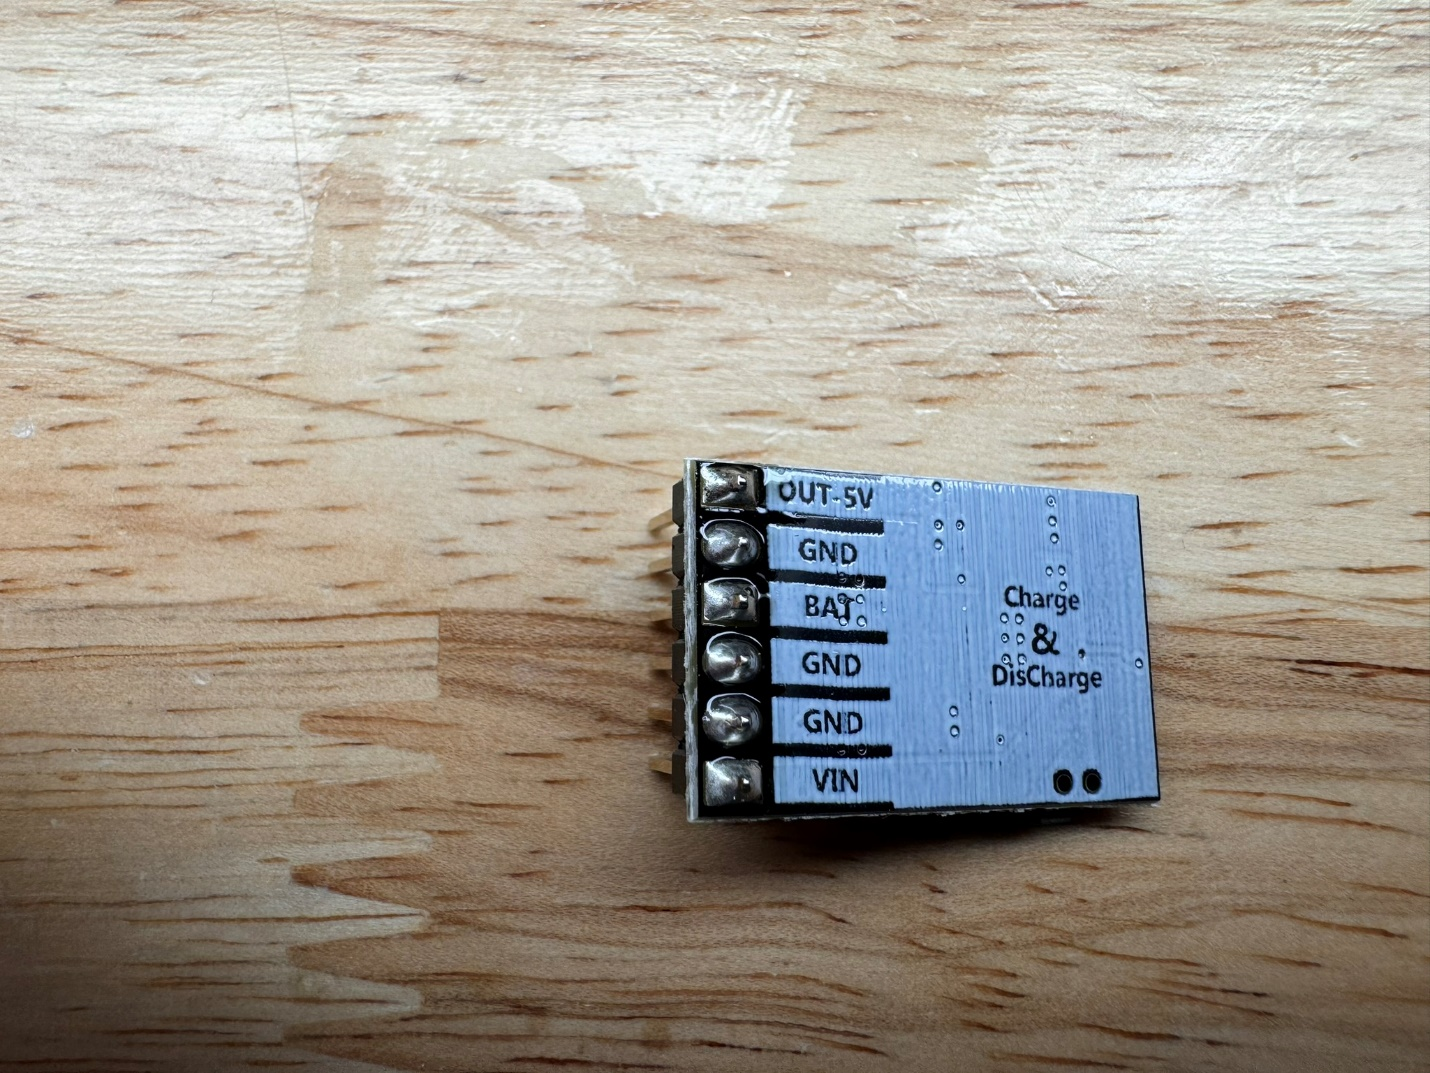 OUT-5V
GND
BAT
GND
GND
VIN
Charge
&
DisCharge